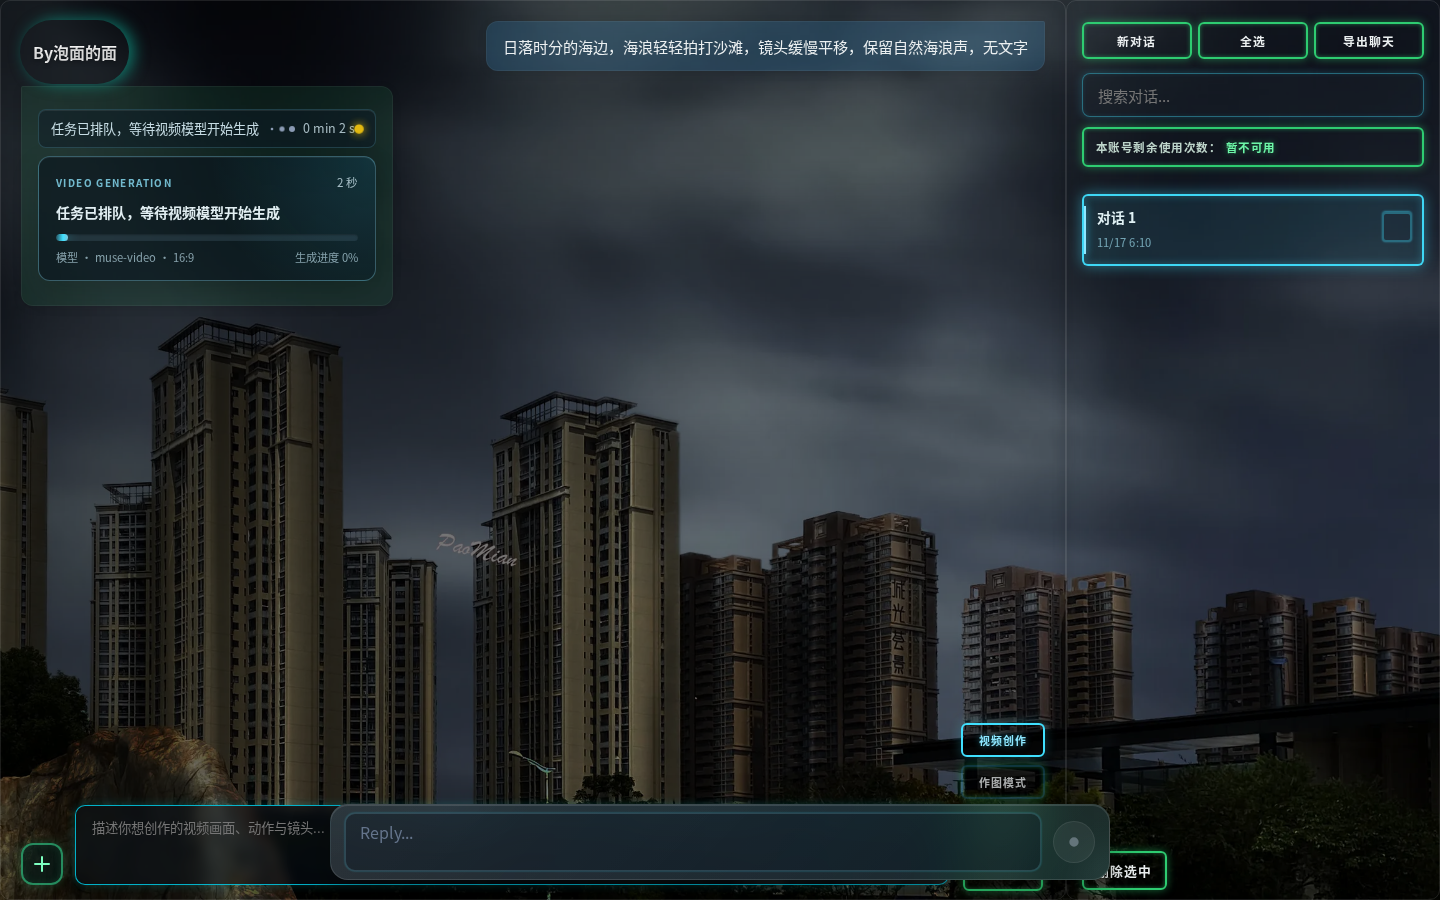 By泡面的面
日落时分的海边，海浪轻轻拍打沙滩，镜头缓慢平移，保留自然海浪声，无文字
任务已排队，等待视频模型开始生成 0 min 2 s
VIDEO GENERATION 2 秒
任务已排队，等待视频模型开始生成
模型 · muse-video · 16:9 生成进度 0%
新对话 全选 导出聊天
搜索对话...
本账号剩余使用次数： 暂不可用
对话 1
11/17 6:10
PaoMian
视频创作
作图模式
描述你想创作的视频画面、动作与镜头...
Reply...
除选中